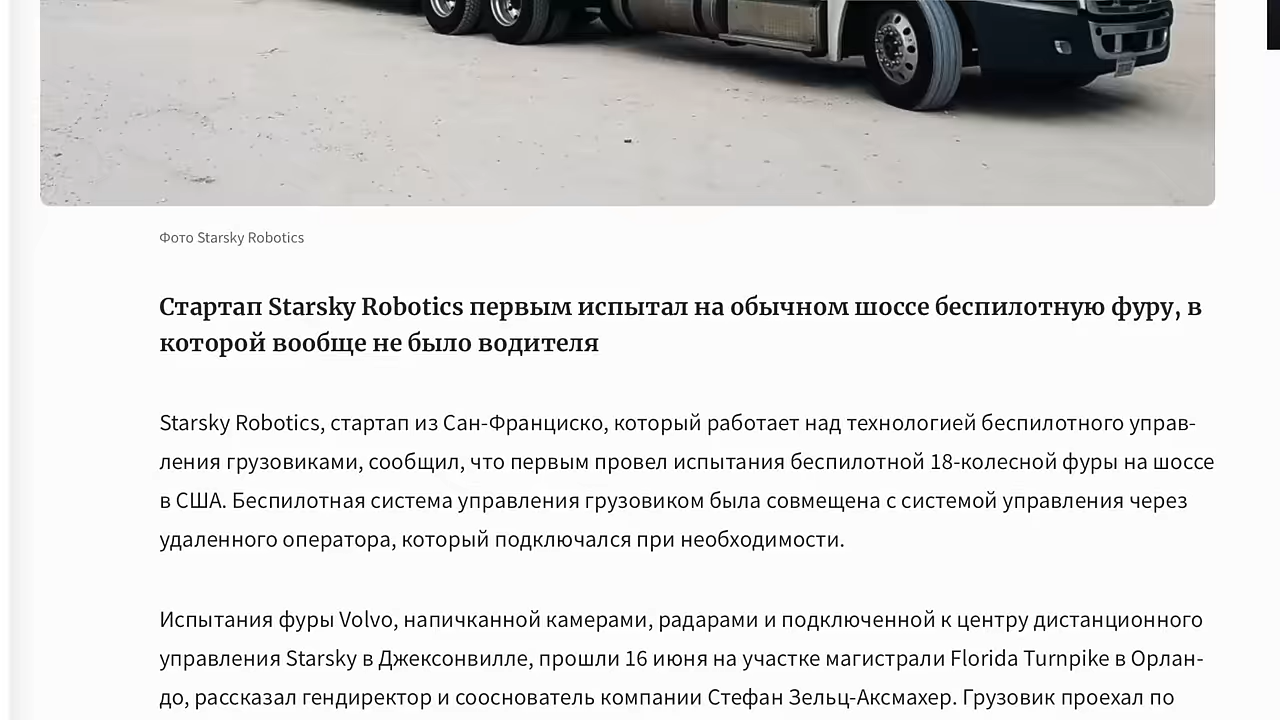 Фото Starsky Robotics
Стартап Starsky Robotics первым испытал на обычном шоссе беспилотную фуру, в
которой вообще не было водителя
Starsky Robotics, стартап из Сан-Франциско, который работает над технологией беспилотного управ-
ления грузовиками, сообщил, что первым провел испытания беспилотной 18-колесной фуры на шоссе
в США. Беспилотная система управления грузовиком была совмещена с системой управления через
удаленного оператора, который подключался при необходимости.
Испытания фуры Volvo, напичканной камерами, радарами и подключенной к центру дистанционного
управления Starsky в Джексонвилле, прошли 16 июня на участке магистрали Florida Turnpike в Орлан-
до, рассказал гендиректор и сооснователь компании Стефан Зельц-Аксмахер. Грузовик проехал по